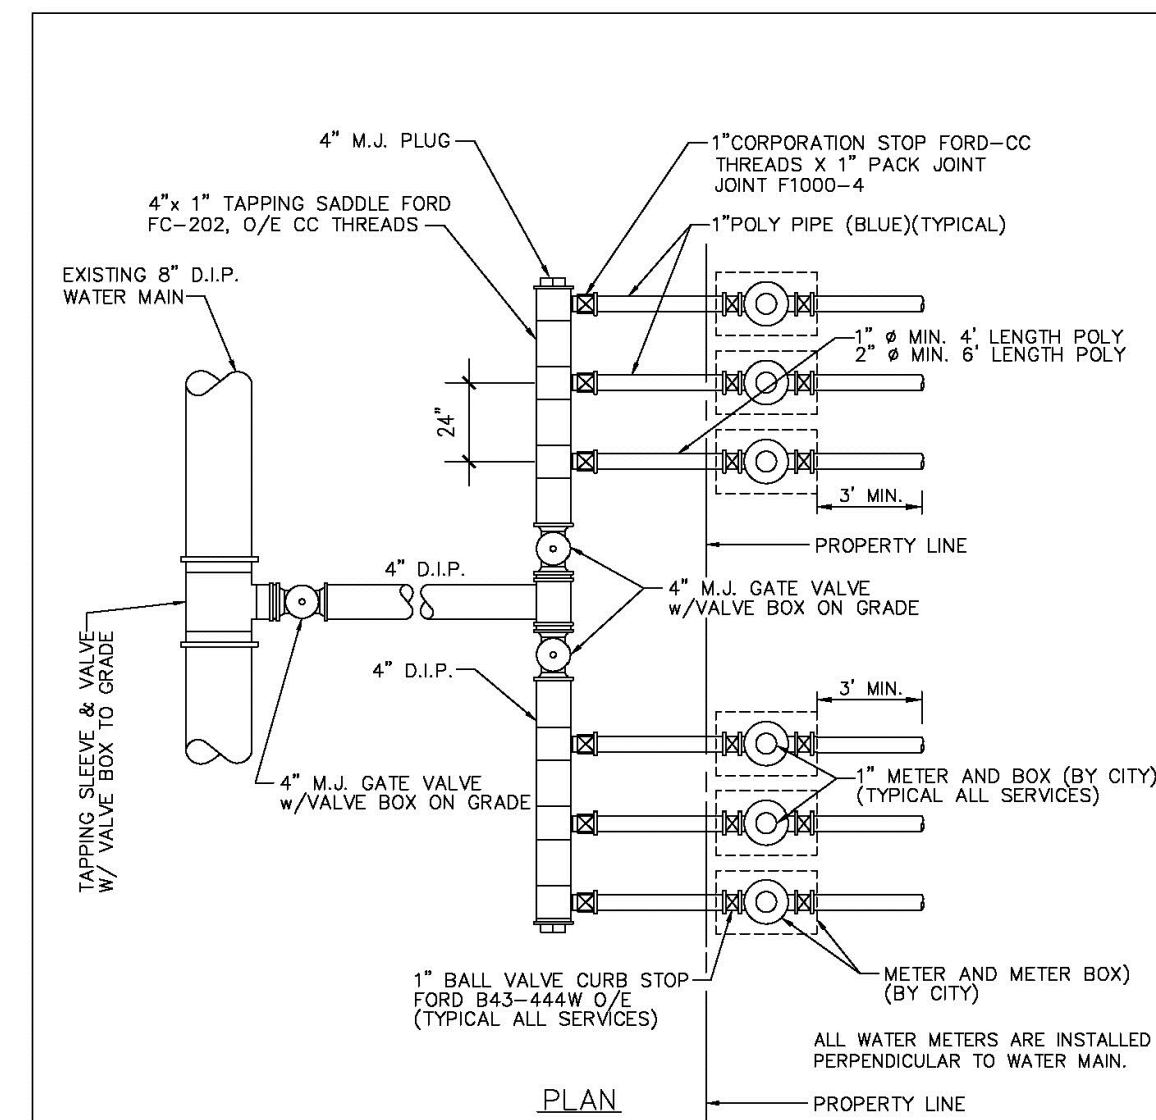 4" M.J. PLUG
1"CORPORATION STOP FORD-CC
THREADS X 1" PACK JOINT
JOINT F1000-4
4"x 1" TAPPING SADDLE FORD
FC-202, O/E CC THREADS
1"POLY PIPE (BLUE)(TYPICAL)
EXISTING 8" D.I.P.
WATER MAIN
1" ø MIN. 4' LENGTH POLY
2" ø MIN. 6' LENGTH POLY
24"
3' MIN.
PROPERTY LINE
4" D.I.P.
4" M.J. GATE VALVE
w/VALVE BOX ON GRADE
TAPPING SLEEVE & VALVE
W/ VALVE BOX TO GRADE
4" D.I.P.
3' MIN.
4" M.J. GATE VALVE
w/VALVE BOX ON GRADE
1" METER AND BOX (BY CITY)
(TYPICAL ALL SERVICES)
1" BALL VALVE CURB STOP
FORD B43-444W O/E
(TYPICAL ALL SERVICES)
METER AND METER BOX)
(BY CITY)
ALL WATER METERS ARE INSTALLED
PERPENDICULAR TO WATER MAIN.
PLAN
PROPERTY LINE